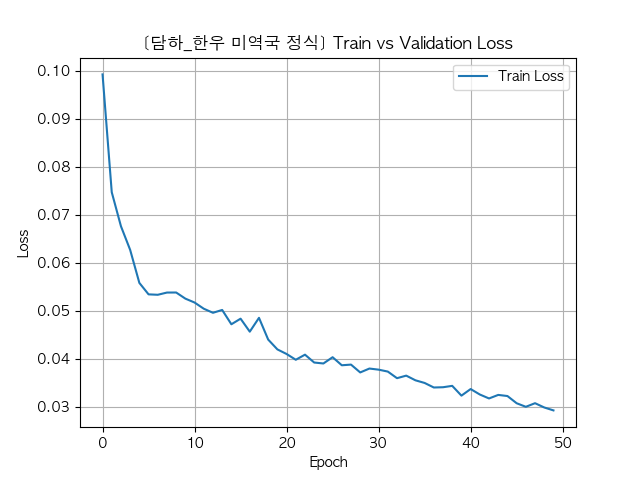 [담하_한우 미역국 정식] Train vs Validation Loss
Train Loss
0.10
0.09
0.08
0.07
0.06
0.05
0.04
0.03
Loss
0 10 20 30 40 50
Epoch